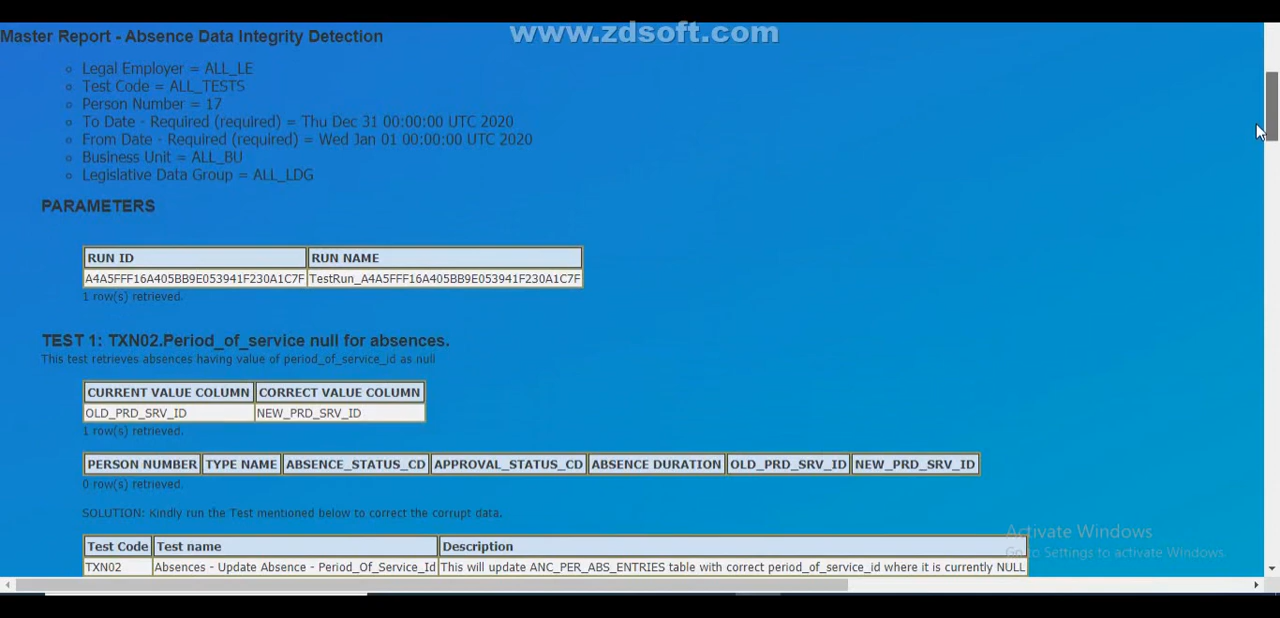 www.zdsoft.com
Master Report - Absence Data Integrity Detection
Legal Employer = ALL_LE
Test Code = ALL_TESTS
Person Number = 17
To Date - Required (required) = Thu Dec 31 00:00:00 UTC 2020
From Date - Required (required) = Wed Jan 01 00:00:00 UTC 2020
Business Unit = ALL_BU
Legislative Data Group = ALL_LDG
PARAMETERS
RUN ID RUN NAME
A4A5FFF16A405BB9E053941F230A1C7F TestRun_A4A5FFF16A405BB9E053941F230A1C7F
1 row(s) retrieved.
TEST 1: TXN02.Period_of_service null for absences.
This test retrieves absences having value of period_of_service_id as null
CURRENT VALUE COLUMN CORRECT VALUE COLUMN
OLD_PRD_SRV_ID NEW_PRD_SRV_ID
1 row(s) retrieved.
PERSON NUMBER TYPE NAME ABSENCE_STATUS_CD APPROVAL_STATUS_CD ABSENCE DURATION OLD_PRD_SRV_ID NEW_PRD_SRV_ID
0 row(s) retrieved.
SOLUTION: Kindly run the Test mentioned below to correct the corrupt data.
Activate Windows
Go to Settings to activate Windows.
Test Code Test name Description
TXN02 Absences - Update Absence - Period_Of_Service_Id This will update ANC_PER_ABS_ENTRIES table with correct period_of_service_id where it is currently NULL